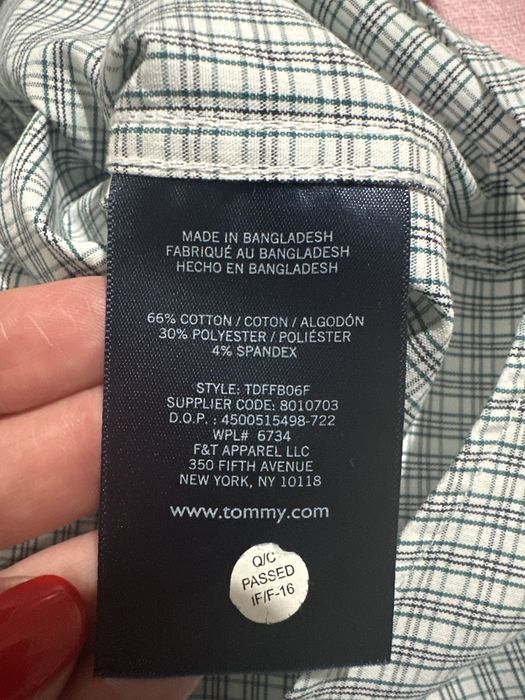 MADE IN BANGLADESH
FABRIQUÉ AU BANGLADESH
HECHO EN BANGLADESH
66% COTTON / COTON / ALGODÓN
30% POLYESTER / POLIÉSTER
4% SPANDEX
STYLE: TDFFB06F
SUPPLIER CODE: 8010703
D.O.P. : 4500515498-722
WPL# 6734
F&T APPAREL LLC
350 FIFTH AVENUE
NEW YORK, NY 10118
www.tommy.com
Q/C
PASSED
IF/F-16